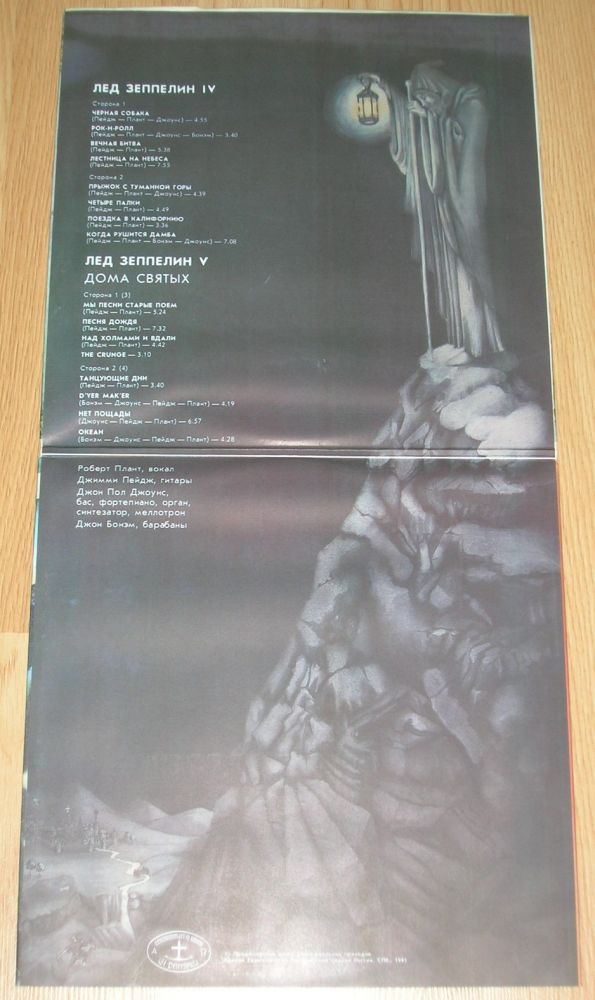 ЛЕД ЗЕППЕЛИН IV
Сторона 1
ЧЕРНАЯ СОБАКА
(Пейдж — Плант — Джоунс) — 4.55
РОК-Н-РОЛЛ
(Пейдж — Плант — Джоунс — Бонэм) — 3.40
ВЕЧНАЯ БИТВА
(Пейдж — Плант) — 5.38
ЛЕСТНИЦА НА НЕБЕСА
(Пейдж — Плант) — 7.55
Сторона 2
ПРЫЖОК С ТУМАННОЙ ГОРЫ
(Пейдж — Плант — Джоунс) — 4.39
ЧЕТЫРЕ ПАЛКИ
(Пейдж — Плант) — 4.49
ПОЕЗДКА В КАЛИФОРНИЮ
(Пейдж — Плант) — 3.36
КОГДА РУШИТСЯ ДАМБА
(Пейдж — Плант — Бонэм — Джоунс) — 7.08
ЛЕД ЗЕППЕЛИН V
ДОМА СВЯТЫХ
Сторона 1 (3)
МЫ ПЕСНИ СТАРЫЕ ПОЕМ
(Пейдж — Плант) — 5.24
ПЕСНЯ ДОЖДЯ
(Пейдж — Плант) — 7.32
НАД ХОЛМАМИ И ВДАЛИ
(Пейдж — Плант) — 4.42
THE CRUNGE — 3.10
Сторона 2 (4)
ТАНЦУЮЩИЕ ДНИ
(Пейдж — Плант) — 3.40
D'YER MAK'ER
(Бонэм — Джоунс — Пейдж — Плант) — 4.19
НЕТ ПОЩАДЫ
(Джоунс — Пейдж — Плант) — 6.57
ОКЕАН
(Бонэм — Джоунс — Пейдж — Плант) — 4.28
Роберт Плант, вокал
Джимми Пейдж, гитары
Джон Пол Джоунс,
бас, фортепиано, орган,
синтезатор, меллотрон
Джон Бонэм, барабаны
СПб, 1991